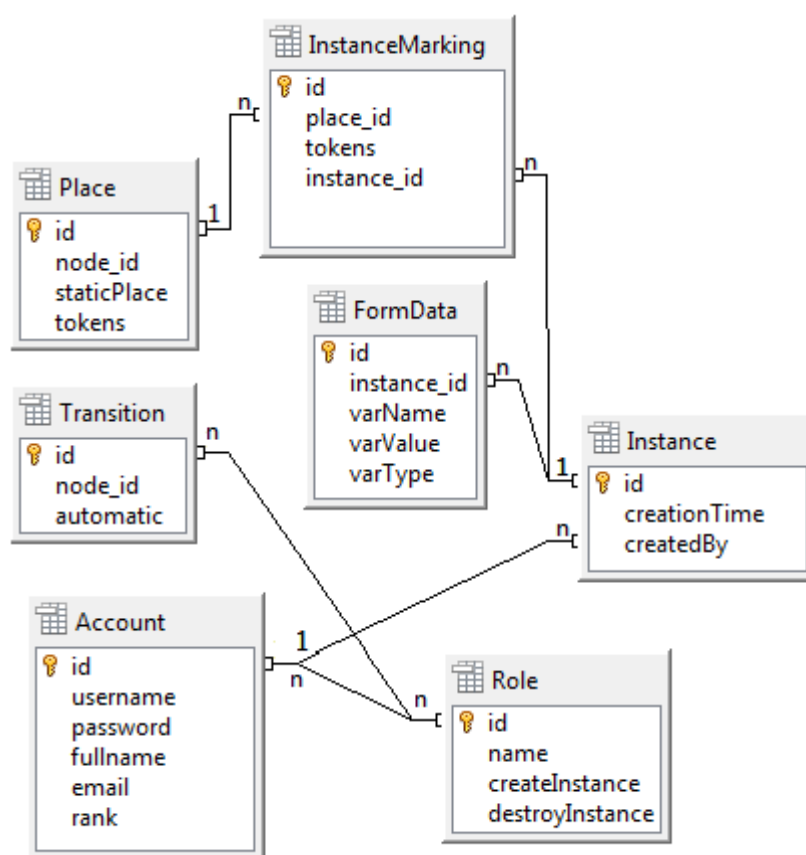 InstanceMarking
id
place_id
tokens
instance_id
n
n
Place
id
node_id
staticPlace
tokens
1
FormData
id
instance_id
varName
varValue
varType
n
Transition
id
node_id
automatic
n
Instance
id
creationTime
createdBy
1
n
Account
id
username
password
fullname
email
rank
1
n
Role
id
name
createInstance
destroyInstance
n